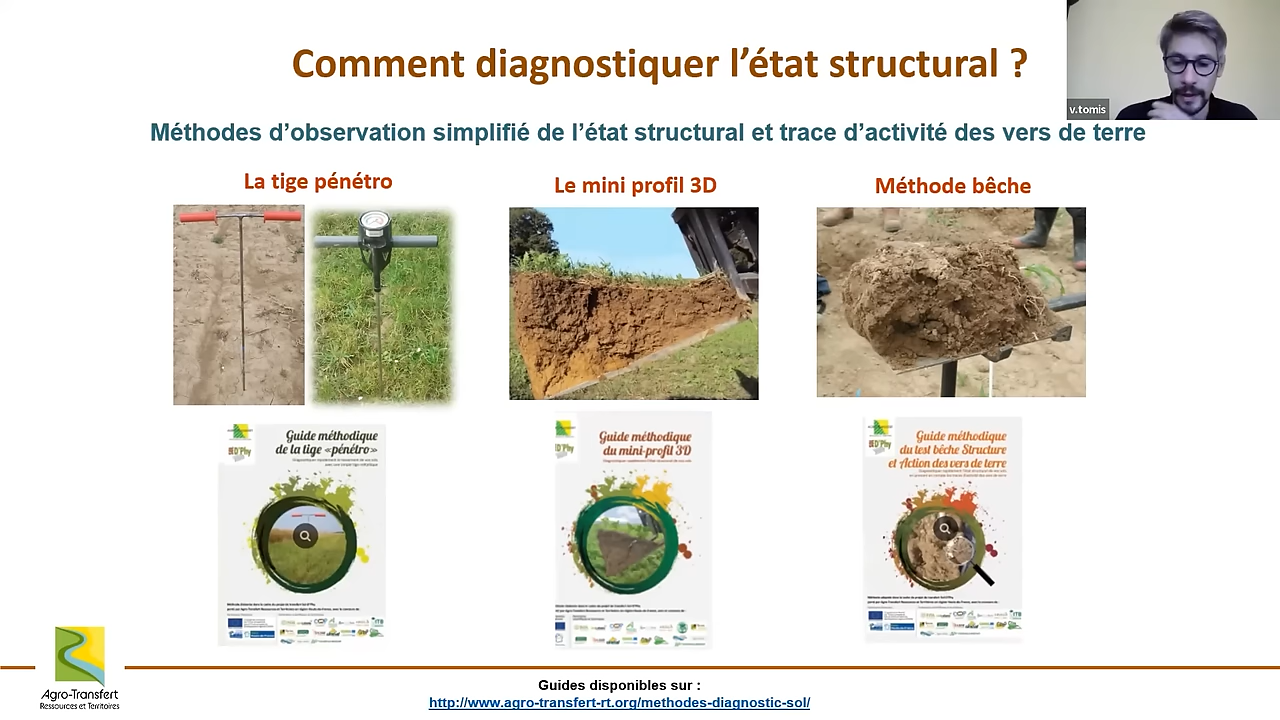 Comment diagnostiquer l’état structural ?
v.tomis
Méthodes d’observation simplifié de l’état structural et trace d’activité des vers de terre
La tige pénétro
Le mini profil 3D
Méthode bêche
Guide méthodique
de la tige «pénétro»
Guide méthodique
du mini-profil 3D
Guide méthodique
du test bêche Structure
et Action des vers de terre
Agro-Transfert
Ressources et Territoires
Guides disponibles sur :
http://www.agro-transfert-rt.org/methodes-diagnostic-sol/